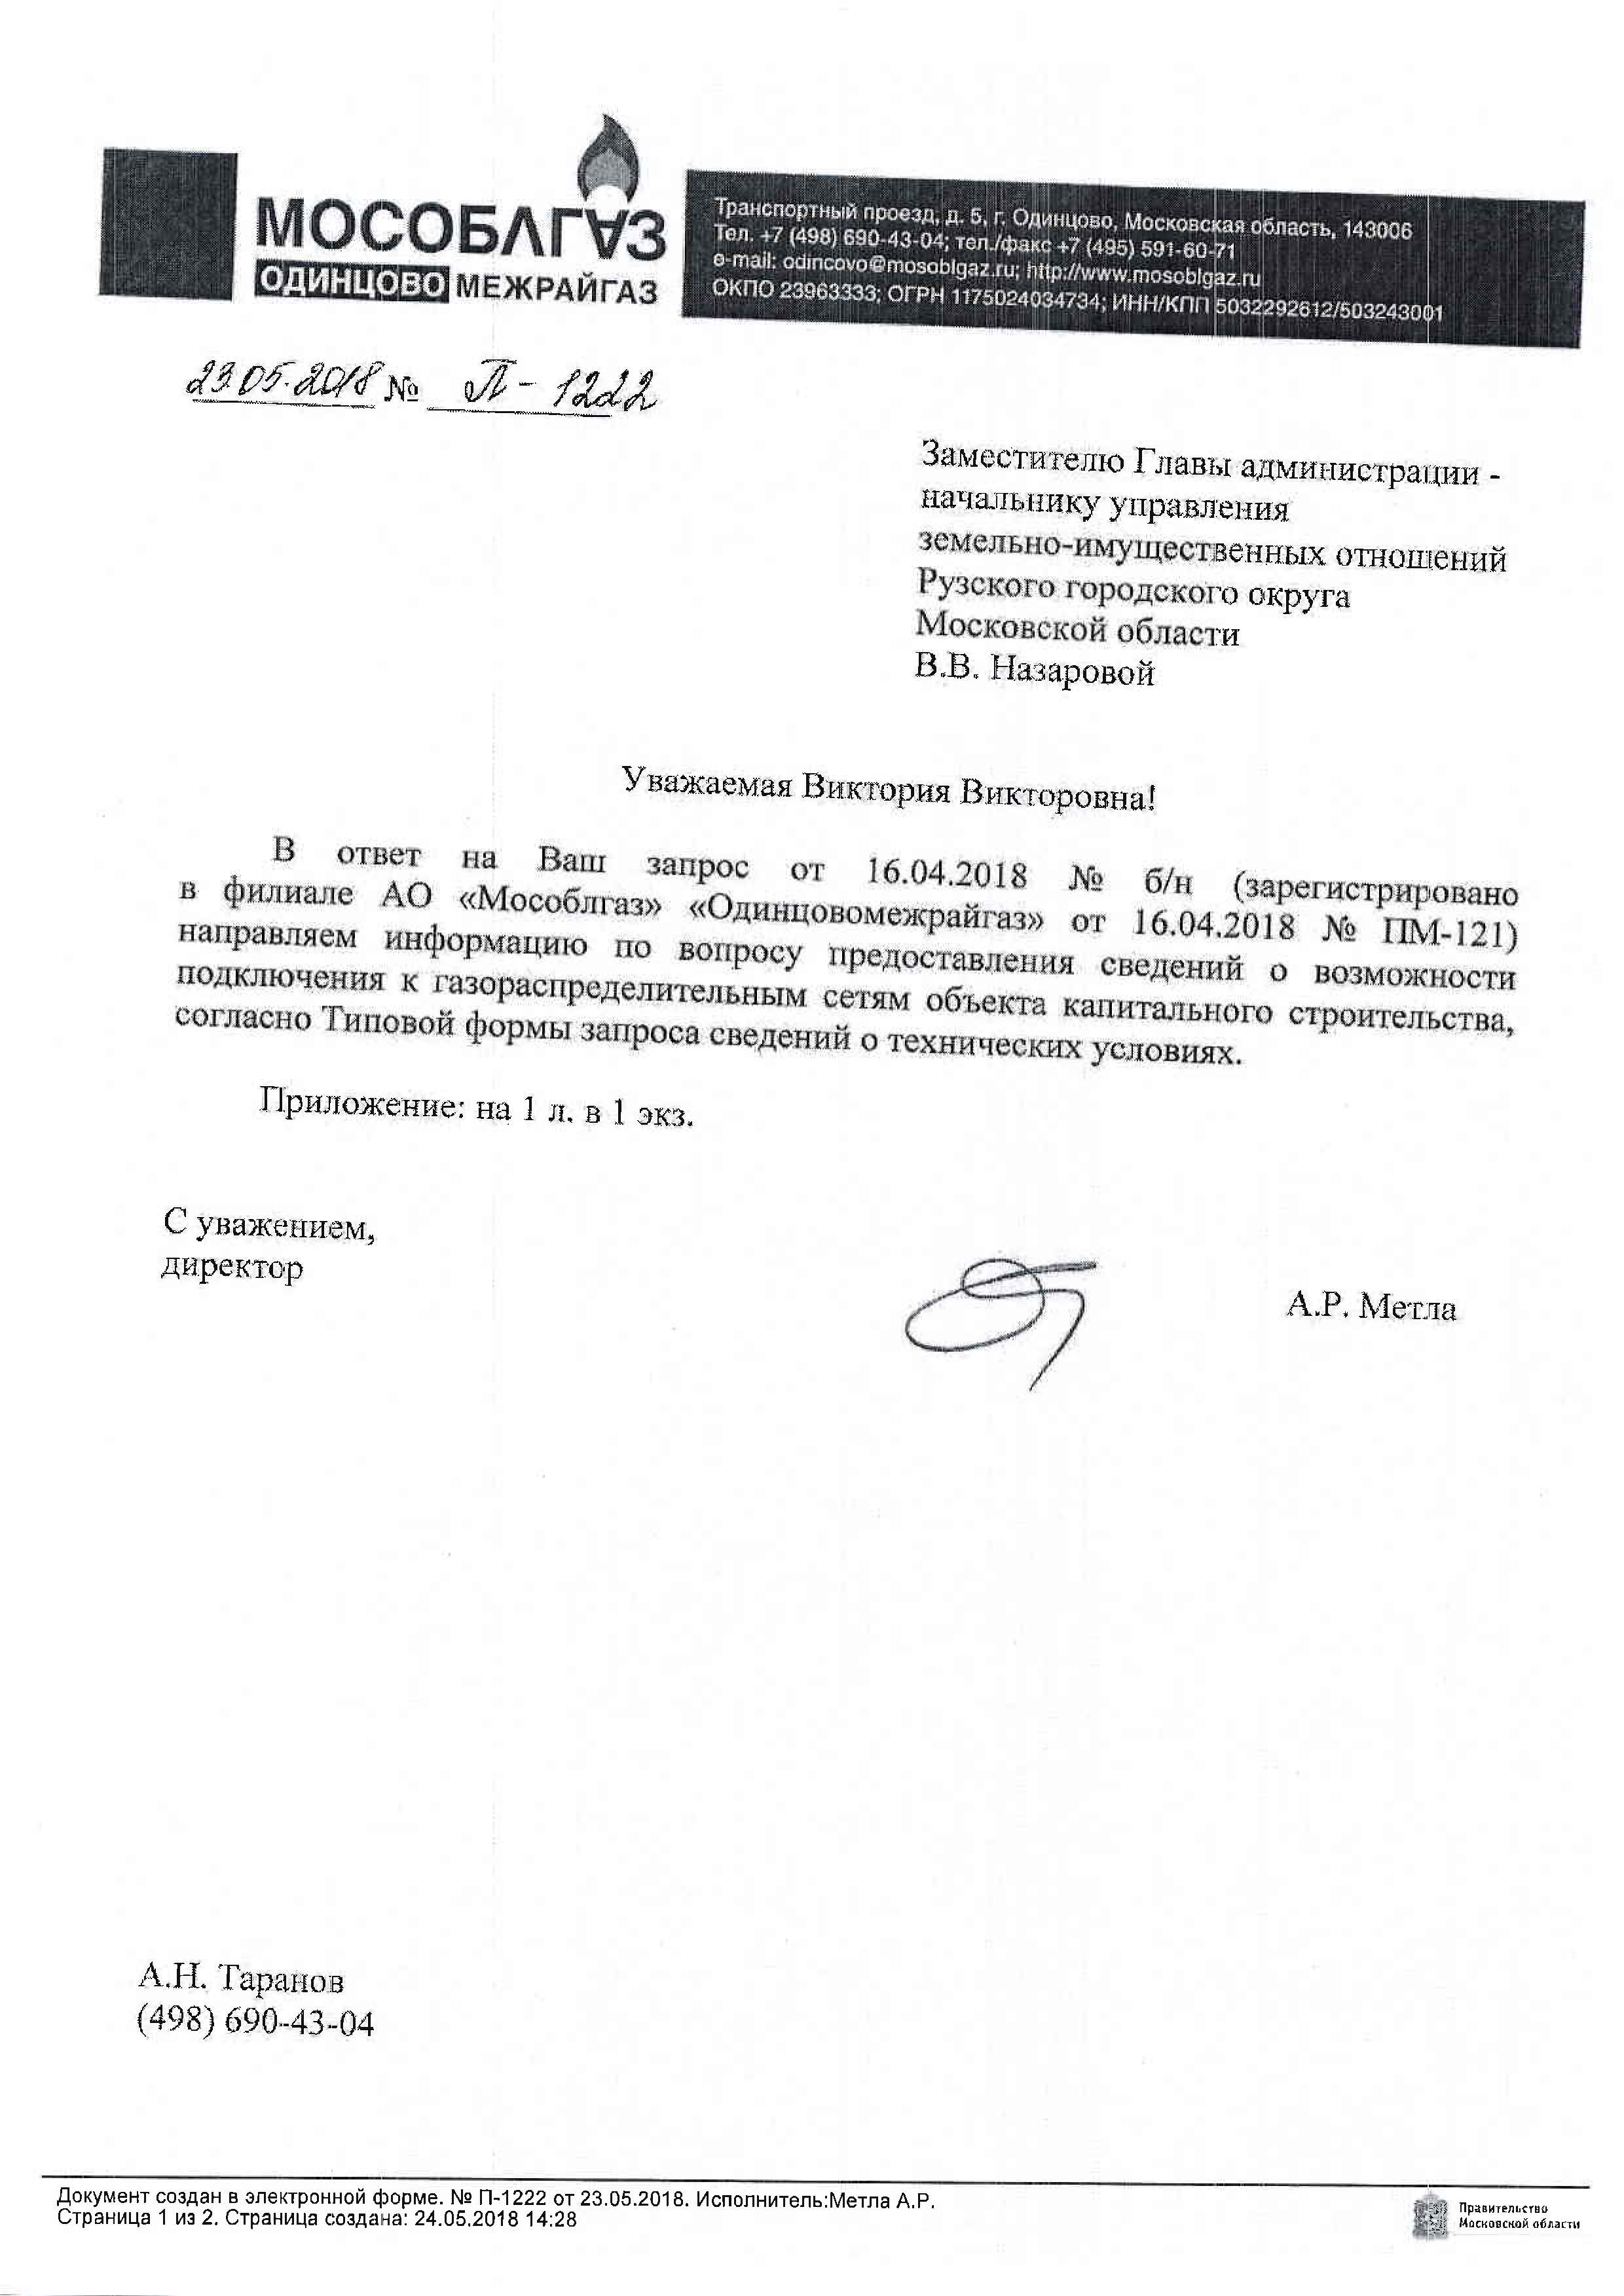 МОСОБЛГАЗ
ОДИНЦОВО МЕЖРАЙГАЗ
Транспортный проезд, д. 5, г. Одинцово, Московская область, 143006
Тел. +7 (498) 690-43-04; тел./факс +7 (495) 591-60-71
e-mail: odincovo@mosoblgaz.ru; http://www.mosoblgaz.ru
ОКПО 23963333; ОГРН 1175024034734; ИНН/КПП 5032292612/503243001
23.05.2018 № П-1222
Заместителю Главы администрации -
начальнику управления
земельно-имущественных отношений
Рузского городского округа
Московской области
В.В. Назаровой
Уважаемая Виктория Викторовна!
В ответ на Ваш запрос от 16.04.2018 № б/н (зарегистрировано
в филиале АО «Мособлгаз» «Одинцовомежрайгаз» от 16.04.2018 № ПМ-121)
направляем информацию по вопросу предоставления сведений о возможности
подключения к газораспределительным сетям объекта капитального строительства,
согласно Типовой формы запроса сведений о технических условиях.
Приложение: на 1 л. в 1 экз.
С уважением,
директор
А.Р. Метла
А.Н. Таранов
(498) 690-43-04
Документ создан в электронной форме. № П-1222 от 23.05.2018. Исполнитель:Метла А.Р.
Страница 1 из 2. Страница создана: 24.05.2018 14:28
Правительство
Московской области